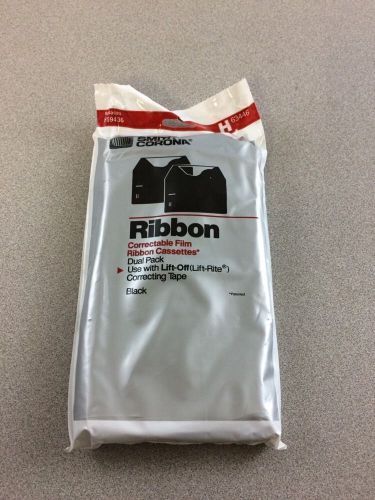 H
63446
SMITH
CORONA®
Ribbon
Correctable Film
Ribbon Cassettes*
Dual Pack
Use with Lift-Off(Lift-Rite®)
Correcting Tape
Black
*Patented